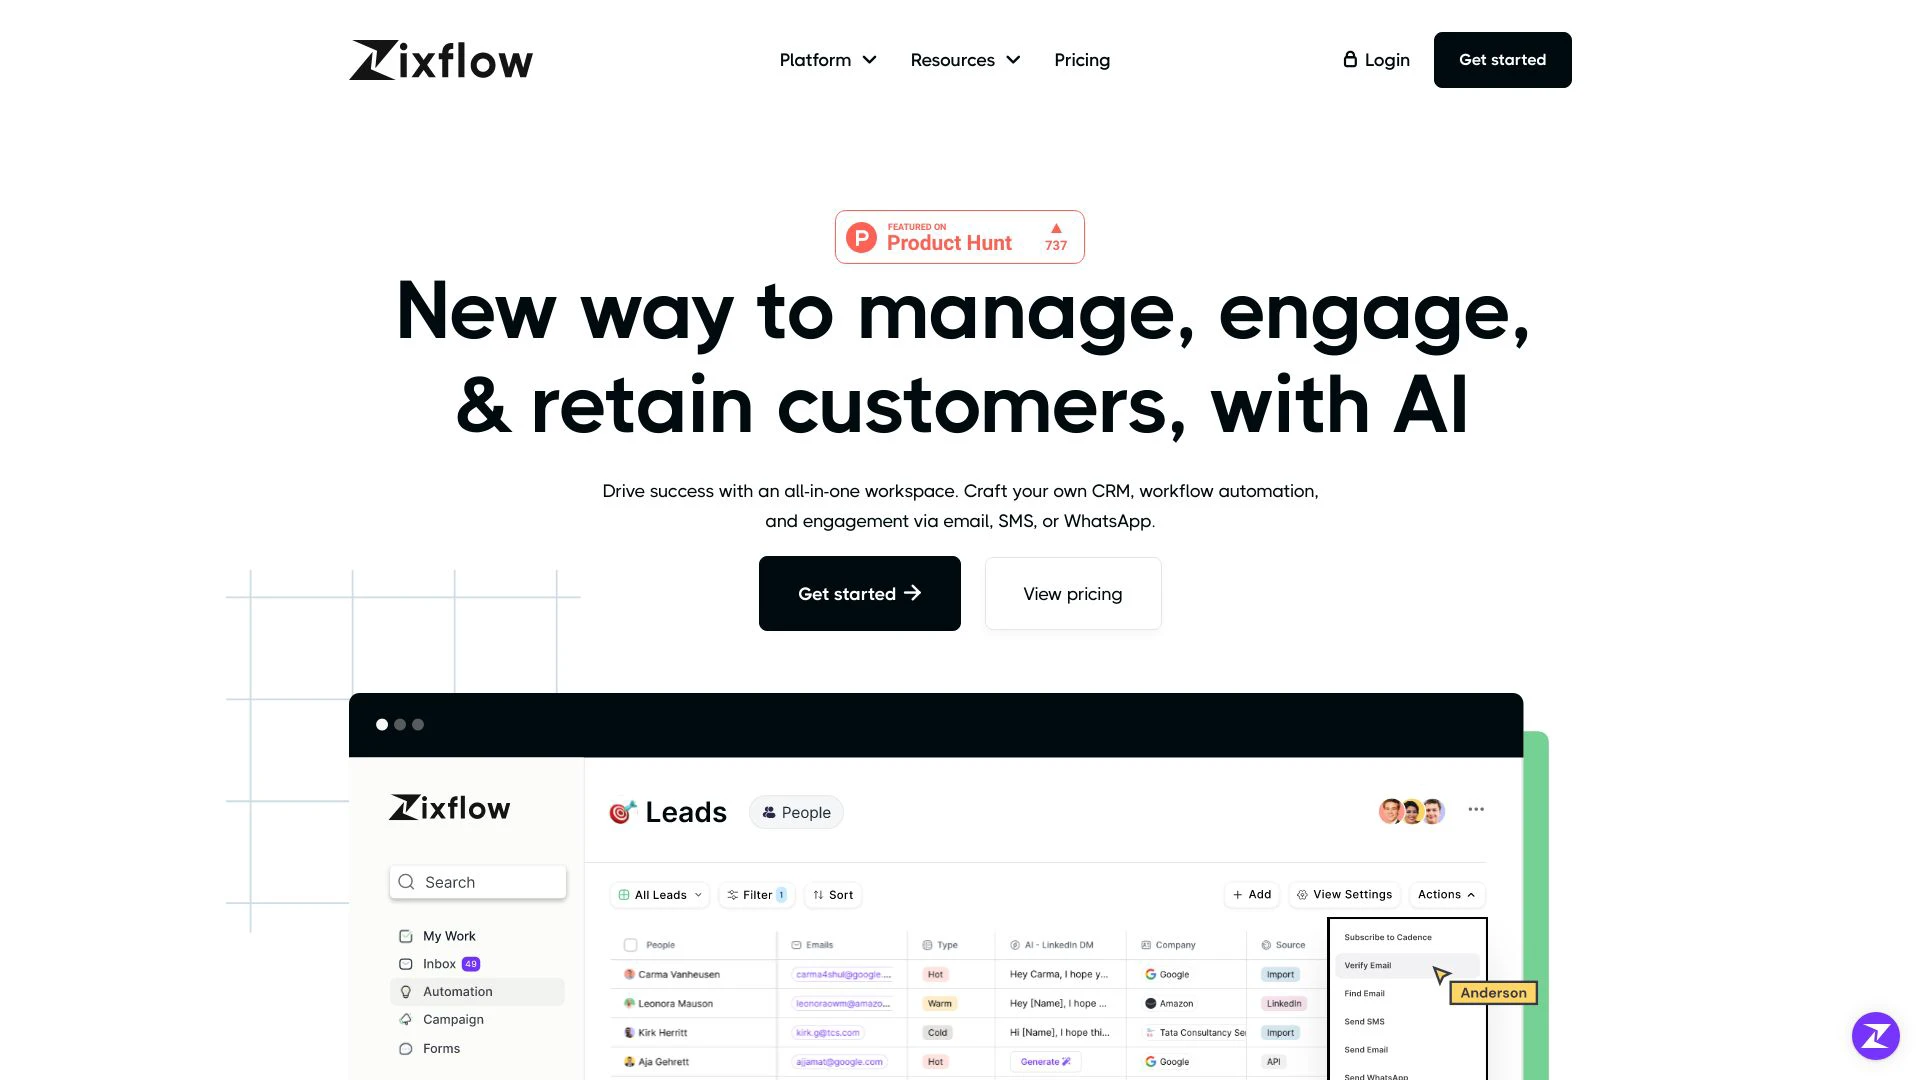 Zixflow
Platform
Resources
Pricing
Login
Get started
FEATURED ON
Product Hunt
737
New way to manage, engage,
& retain customers, with AI
Drive success with an all-in-one workspace. Craft your own CRM, workflow automation,
and engagement via email, SMS, or WhatsApp.
Get started
View pricing
Zixflow
Search
My Work
Inbox 49
Automation
Campaign
Forms
Leads
People
All Leads
Filter 1
Sort
Add
View Settings
Actions
People Emails Type AI - LinkedIn DM Company Source
Carma Vanheusen carma4shul@google.... Hot Hey Carma, I hope y... Google Import
Leonora Mauson leonoraowm@amazo... Warm Hey [Name], I hope ... Amazon LinkedIn
Kirk Herritt kirk.g@tcs.com Cold Hi [Name], I hope thi... Tata Consultancy Ser Import
Aja Gehrett ajjamat@google.com Hot Generate Google API
Subscribe to Cadence
Verify Email
Find Email
Send SMS
Send Email
Send WhatsApp
Anderson